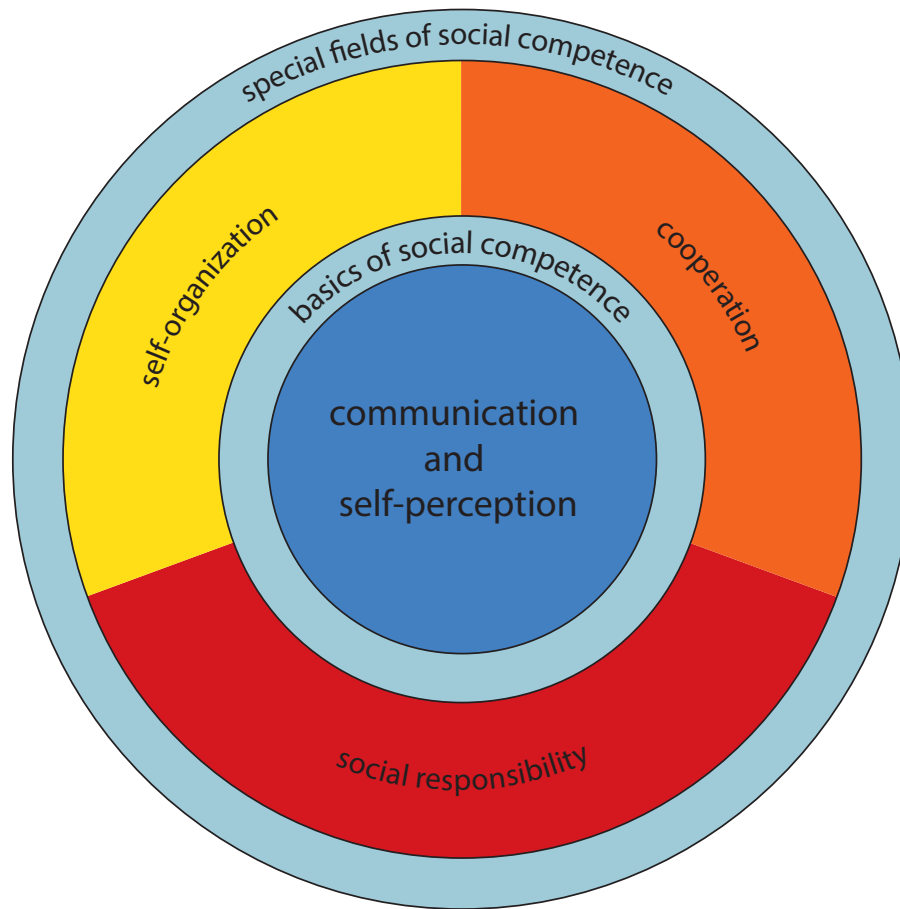 special fields of social competence
self-organization
cooperation
basics of social competence
communication
and
self-perception
social responsibility